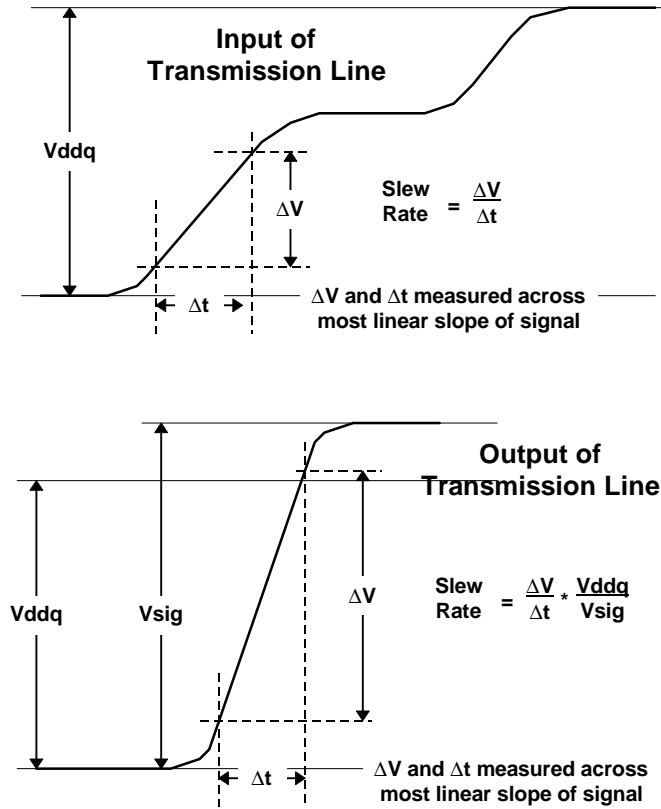 Input of
Transmission Line
Vddq
ΔV
Slew
Rate = ΔV
Δt
Δt
ΔV and Δt measured across
most linear slope of signal
Output of
Transmission Line
Vddq
Vsig
ΔV
Slew
Rate = ΔV
Δt * Vddq
Vsig
Δt
ΔV and Δt measured across
most linear slope of signal